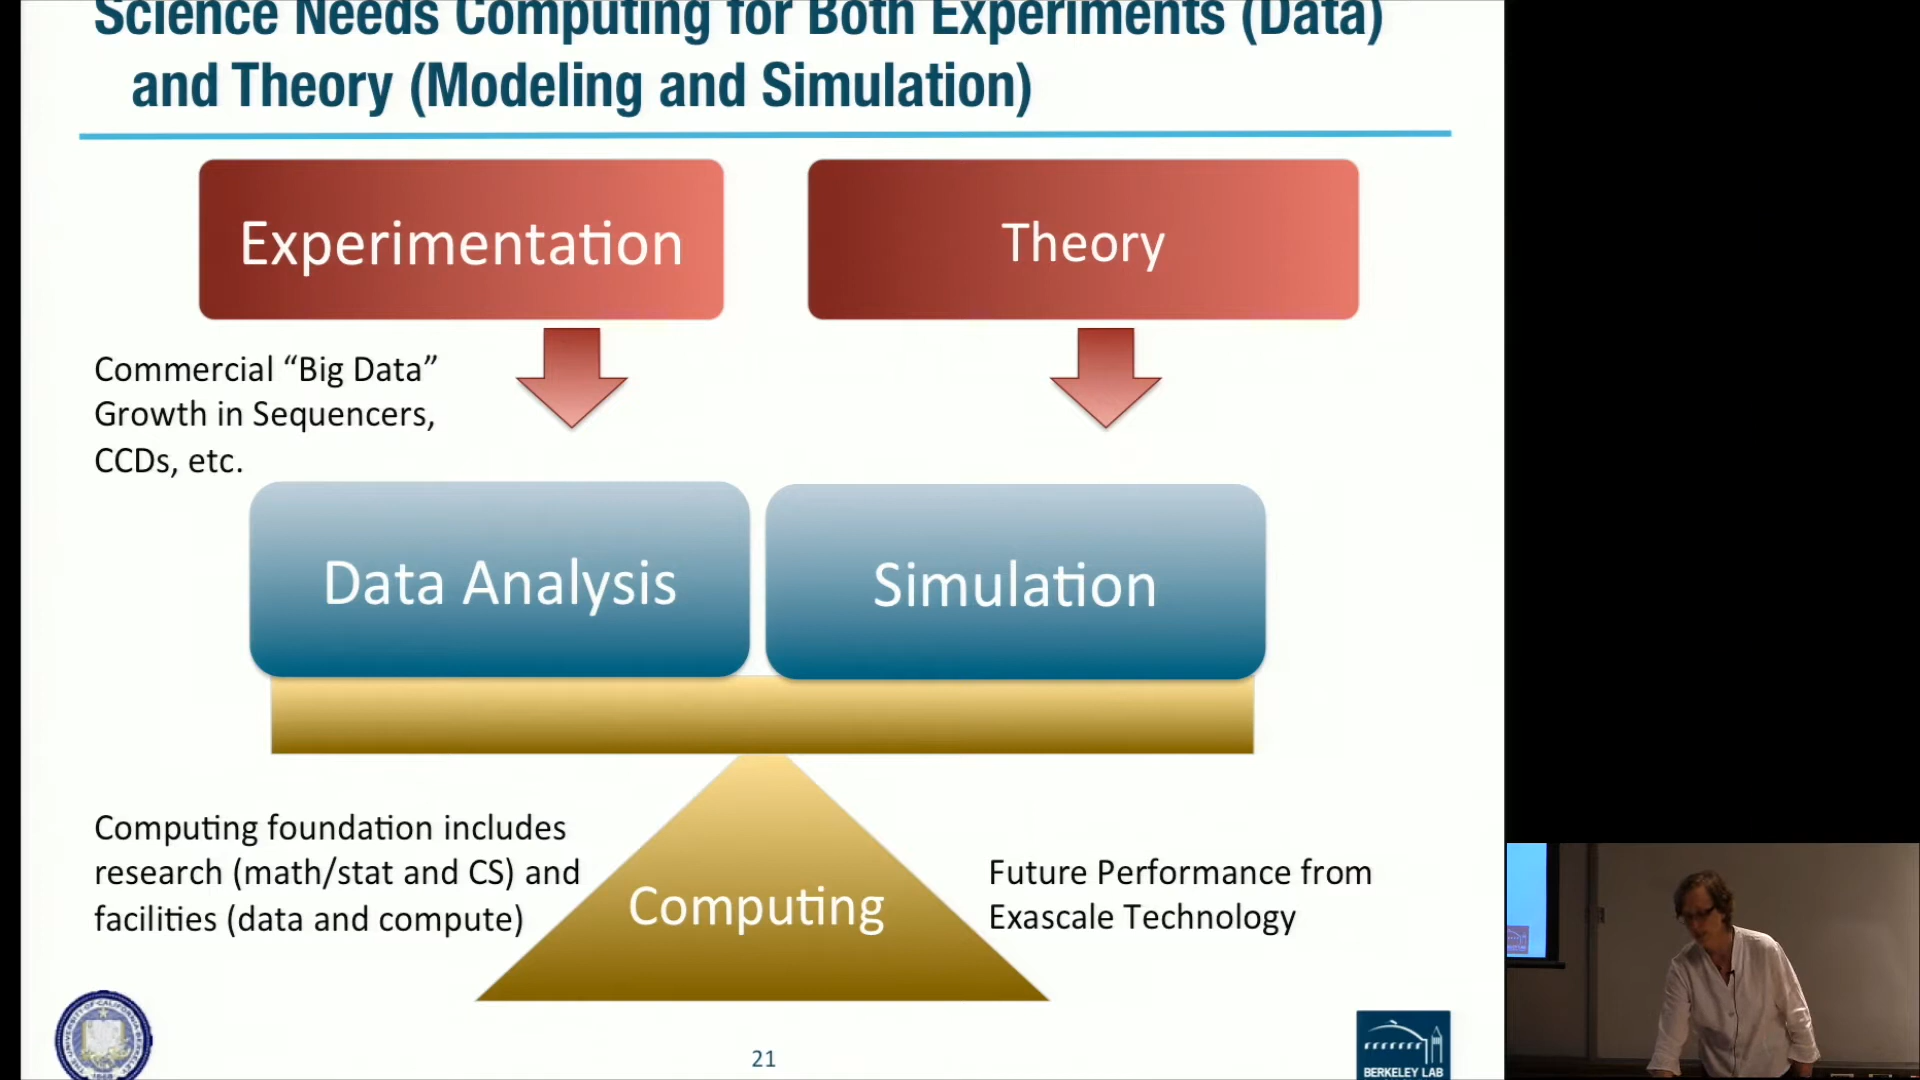 Science Needs Computing for Both Experiments (Data)
and Theory (Modeling and Simulation)
Experimentation
Theory
Commercial “Big Data”
Growth in Sequencers,
CCDs, etc.
Data Analysis
Simulation
Computing foundation includes
research (math/stat and CS) and
facilities (data and compute)
Computing
Future Performance from
Exascale Technology
21
BERKELEY LAB